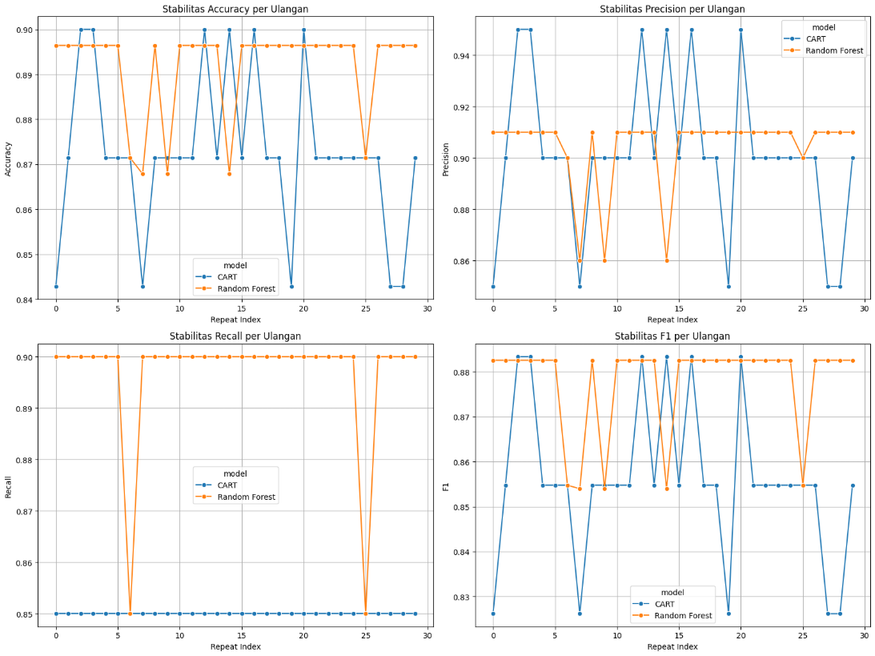 Stabilitas Accuracy per Ulangan
0.90
0.89
0.88
0.87
0.86
0.85
0.84
Accuracy
model
CART
Random Forest
0 5 10 15 20 25 30
Repeat Index
Stabilitas Precision per Ulangan
0.94
0.92
0.90
0.88
0.86
Precision
model
CART
Random Forest
0 5 10 15 20 25 30
Repeat Index
Stabilitas Recall per Ulangan
0.90
0.89
0.88
0.87
0.86
0.85
Recall
model
CART
Random Forest
0 5 10 15 20 25 30
Repeat Index
Stabilitas F1 per Ulangan
0.88
0.87
0.86
0.85
0.84
0.83
F1
model
CART
Random Forest
0 5 10 15 20 25 30
Repeat Index